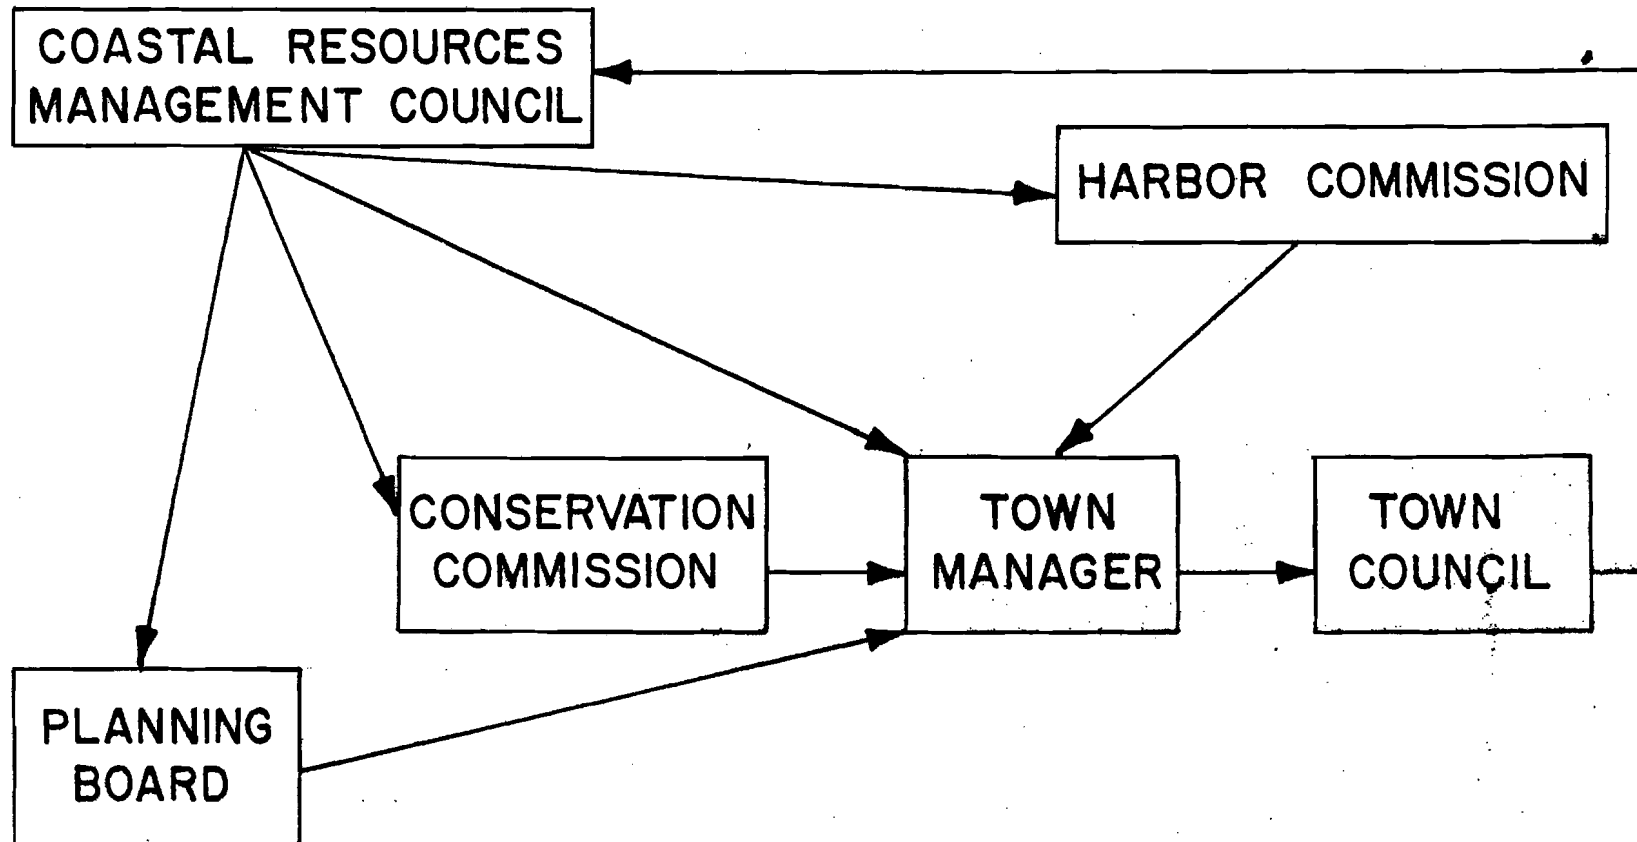 COASTAL RESOURCES
MANAGEMENT COUNCIL
HARBOR COMMISSION
CONSERVATION
COMMISSION
TOWN
MANAGER
TOWN
COUNCIL
PLANNING
BOARD